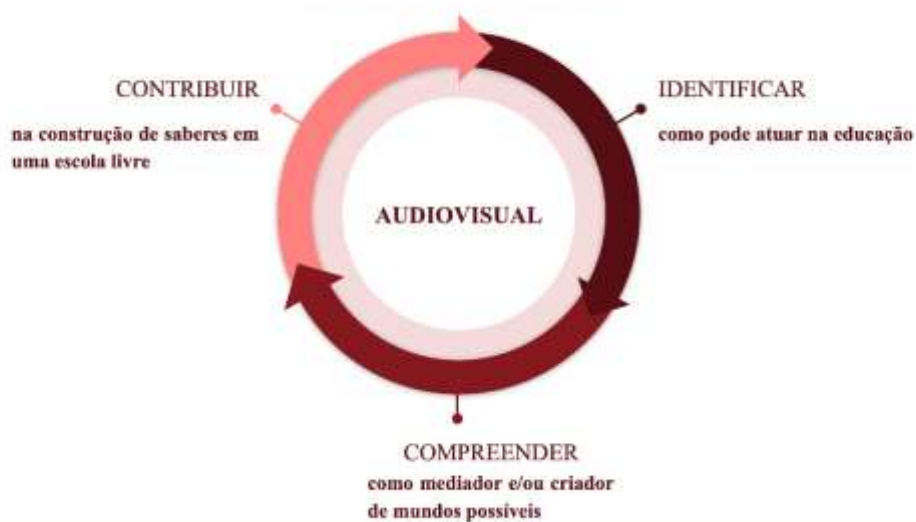 CONTRIBUIR
na construção de saberes em
uma escola livre
IDENTIFICAR
como pode atuar na educação
AUDIOVISUAL
COMPREENDER
como mediador e/ou criador
de mundos possíveis